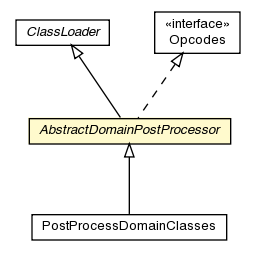 ClassLoader
«interface»
Opcodes
AbstractDomainPostProcessor
PostProcessDomainClasses